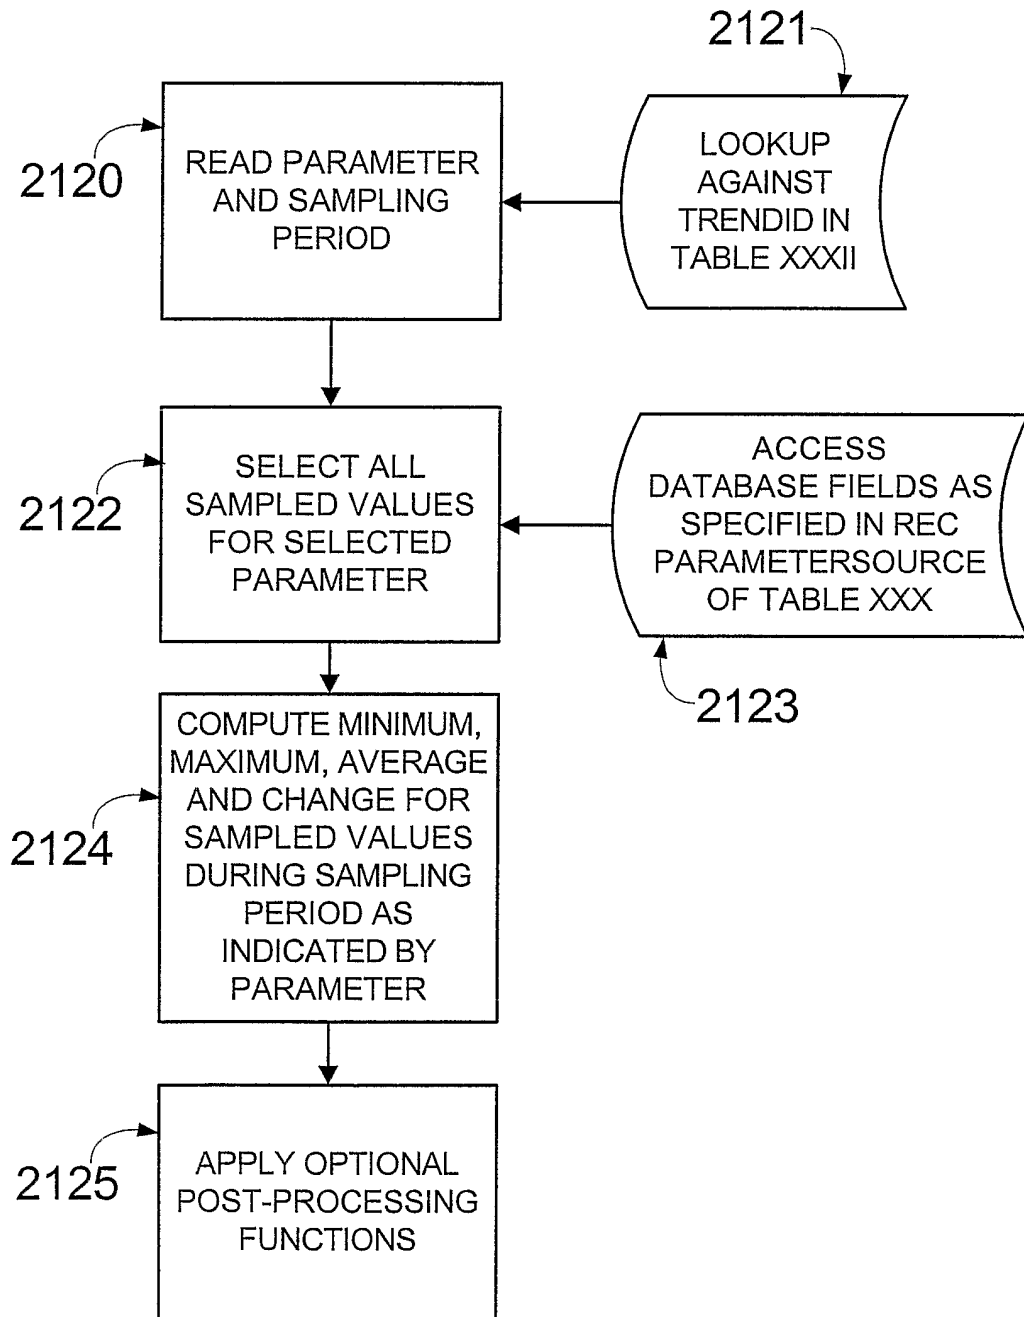 2121
2120
READ PARAMETER
AND SAMPLING
PERIOD
LOOKUP
AGAINST
TRENDID IN
TABLE XXXII
2122
SELECT ALL
SAMPLED VALUES
FOR SELECTED
PARAMETER
ACCESS
DATABASE FIELDS AS
SPECIFIED IN REC
PARAMETERSOURCE
OF TABLE XXX
2123
2124
COMPUTE MINIMUM,
MAXIMUM, AVERAGE
AND CHANGE FOR
SAMPLED VALUES
DURING SAMPLING
PERIOD AS
INDICATED BY
PARAMETER
2125
APPLY OPTIONAL
POST-PROCESSING
FUNCTIONS